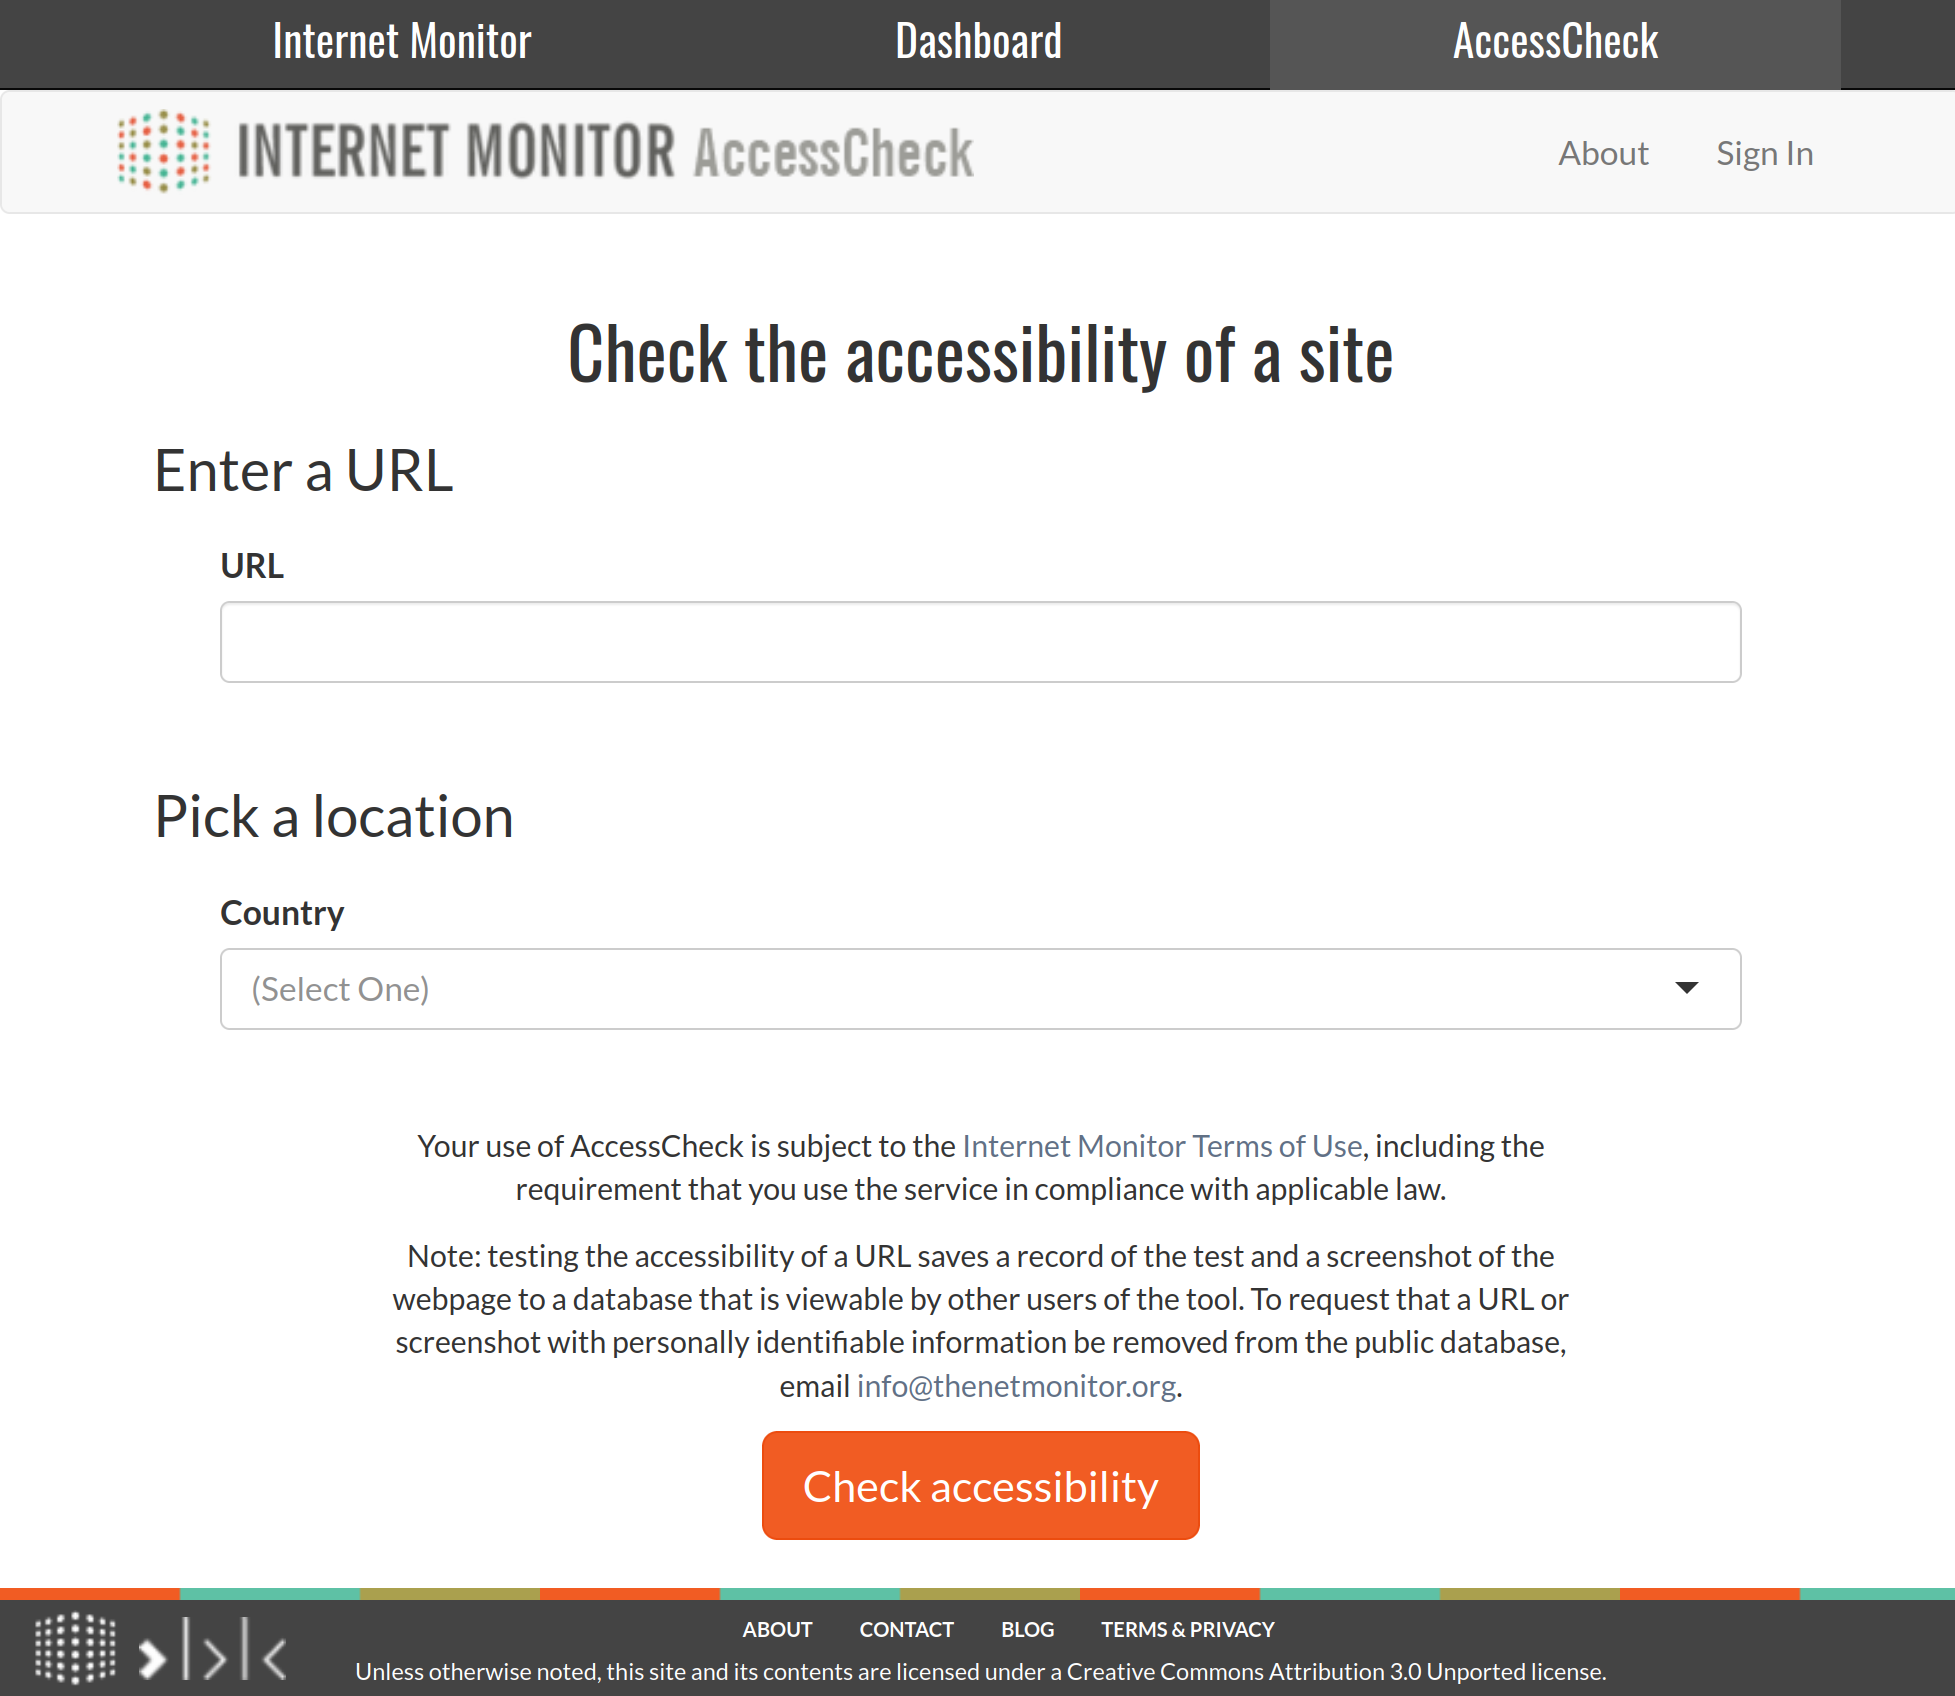 Internet Monitor
Dashboard
AccessCheck
INTERNET MONITOR AccessCheck
About
Sign In
Check the accessibility of a site
Enter a URL
URL
Pick a location
Country
(Select One)
Your use of AccessCheck is subject to the Internet Monitor Terms of Use, including the
requirement that you use the service in compliance with applicable law.
Note: testing the accessibility of a URL saves a record of the test and a screenshot of the
webpage to a database that is viewable by other users of the tool. To request that a URL or
screenshot with personally identifiable information be removed from the public database,
email info@thenetmonitor.org.
Check accessibility
ABOUT
CONTACT
BLOG
TERMS & PRIVACY
Unless otherwise noted, this site and its contents are licensed under a Creative Commons Attribution 3.0 Unported license.